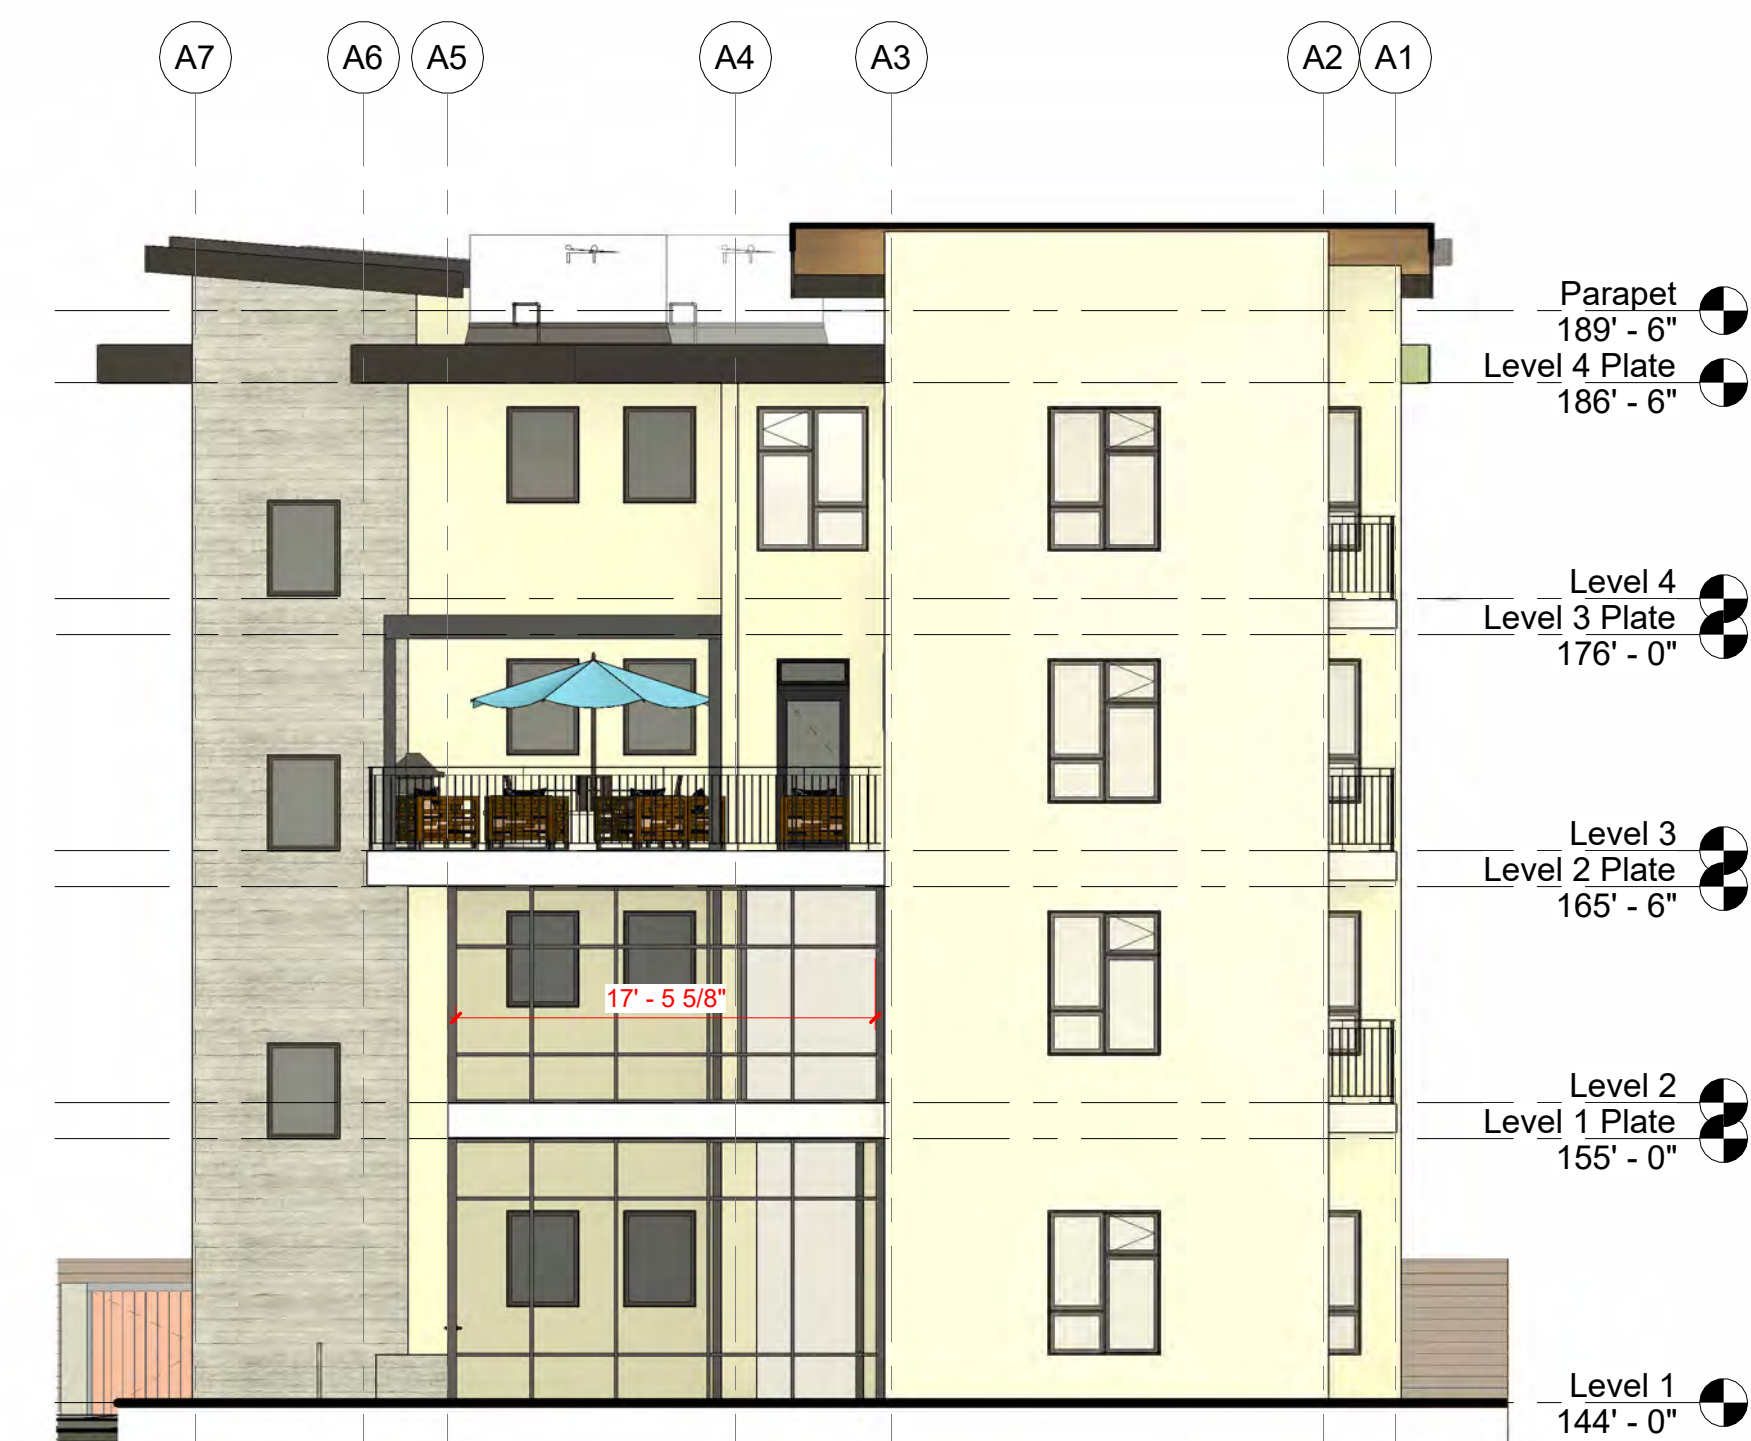 A7 A6 A5 A4 A3 A2 A1
Parapet
189' - 6"
Level 4 Plate
186' - 6"
Level 4
Level 3 Plate
176' - 0"
Level 3
Level 2 Plate
165' - 6"
17' - 5 5/8"
Level 2
Level 1 Plate
155' - 0"
Level 1
144' - 0"